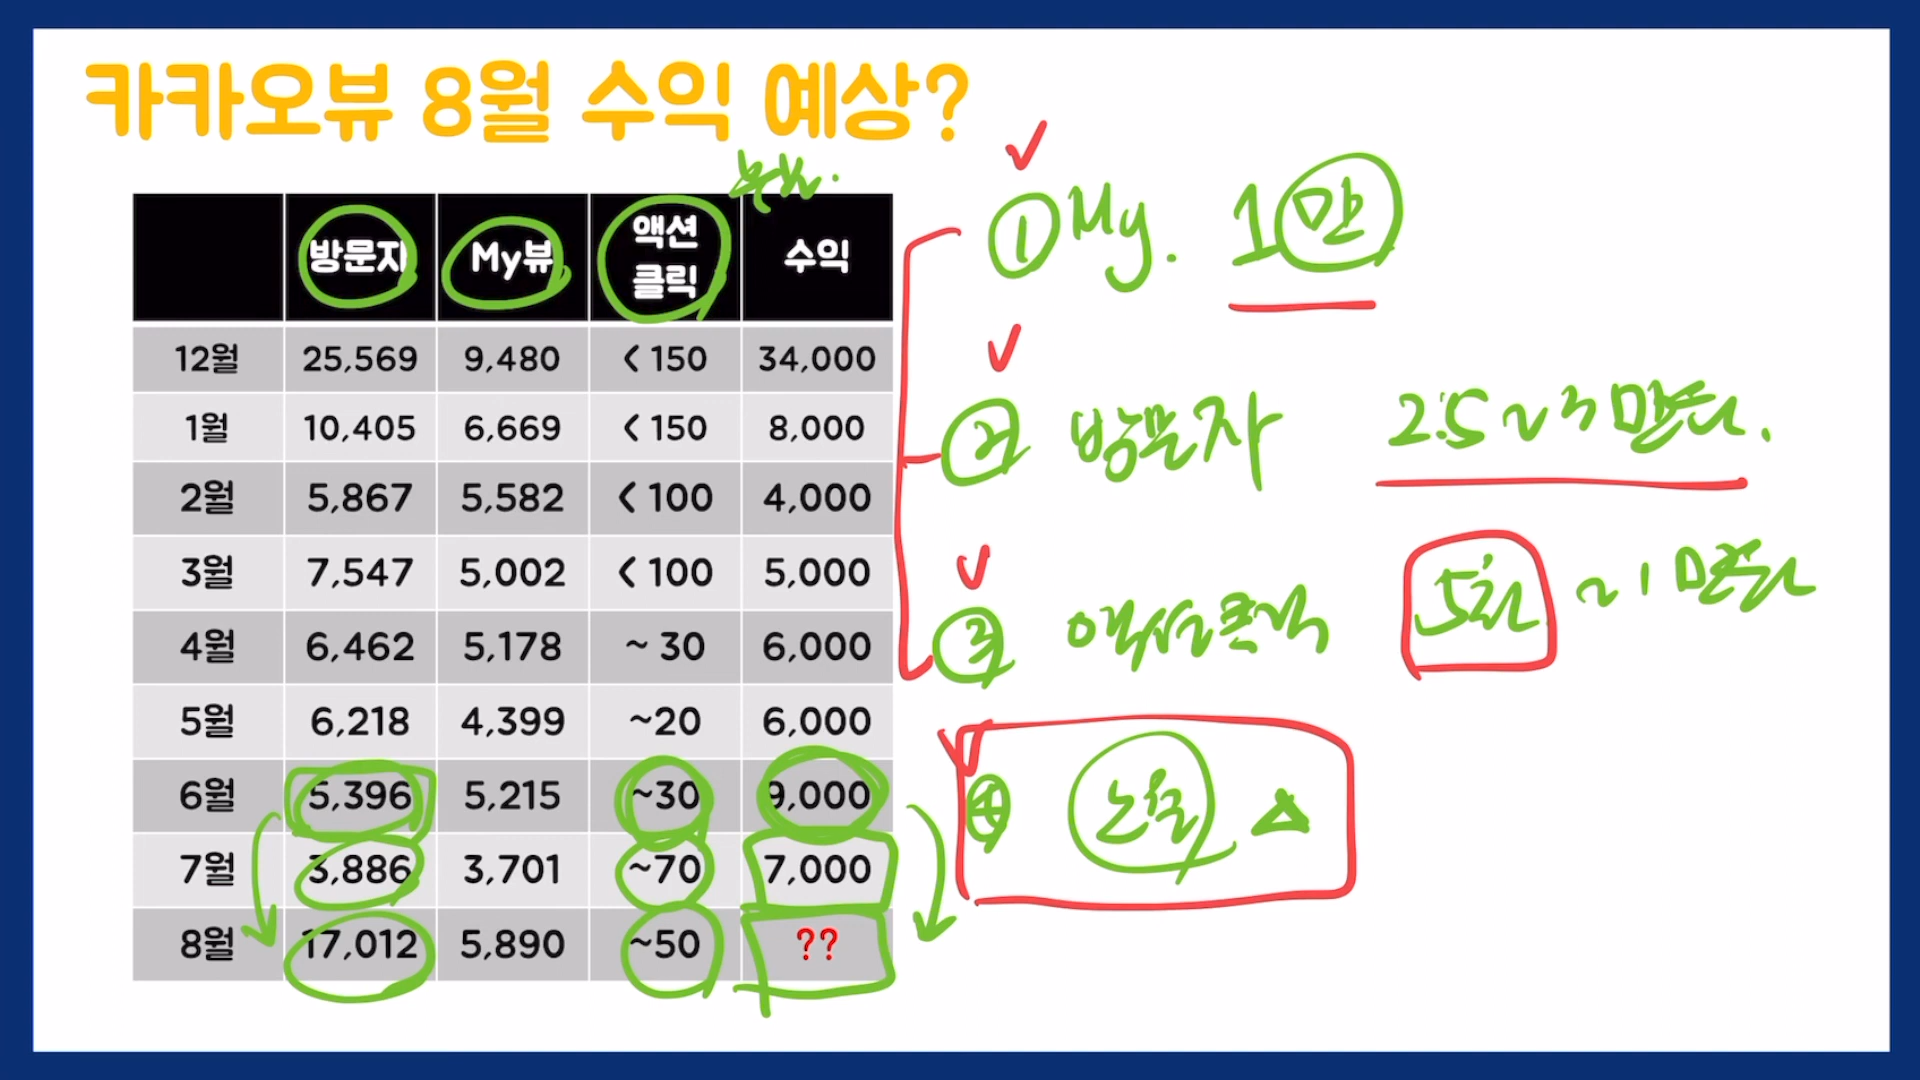 카카오뷰 8월 수익 예상?
방문자 My뷰 액션 클릭 수익
12월 25,569 9,480 < 150 34,000
1월 10,405 6,669 < 150 8,000
2월 5,867 5,582 < 100 4,000
3월 7,547 5,002 < 100 5,000
4월 6,462 5,178 ~ 30 6,000
5월 6,218 4,399 ~20 6,000
6월 5,396 5,215 ~30 9,000
7월 3,886 3,701 ~70 7,000
8월 17,012 5,890 ~50 ??
① My. 1만
② 방문자 2.5~3만
③ 액션클릭 5천 ~1만
④